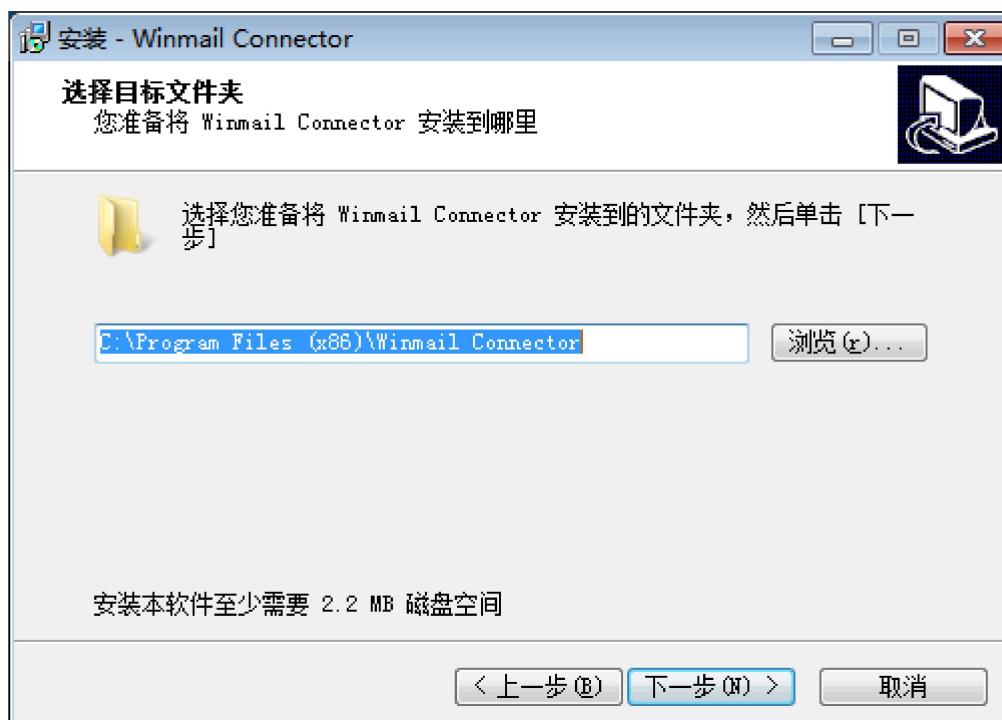 安装 - Winmail Connector
选择目标文件夹
您准备将 Winmail Connector 安装到哪里
选择您准备将 Winmail Connector 安装到的文件夹，然后单击 [下一
步]
C:\Program Files (x86)\Winmail Connector
浏览(r)...
安装本软件至少需要 2.2 MB 磁盘空间
< 上一步(B) 下一步(N) > 取消